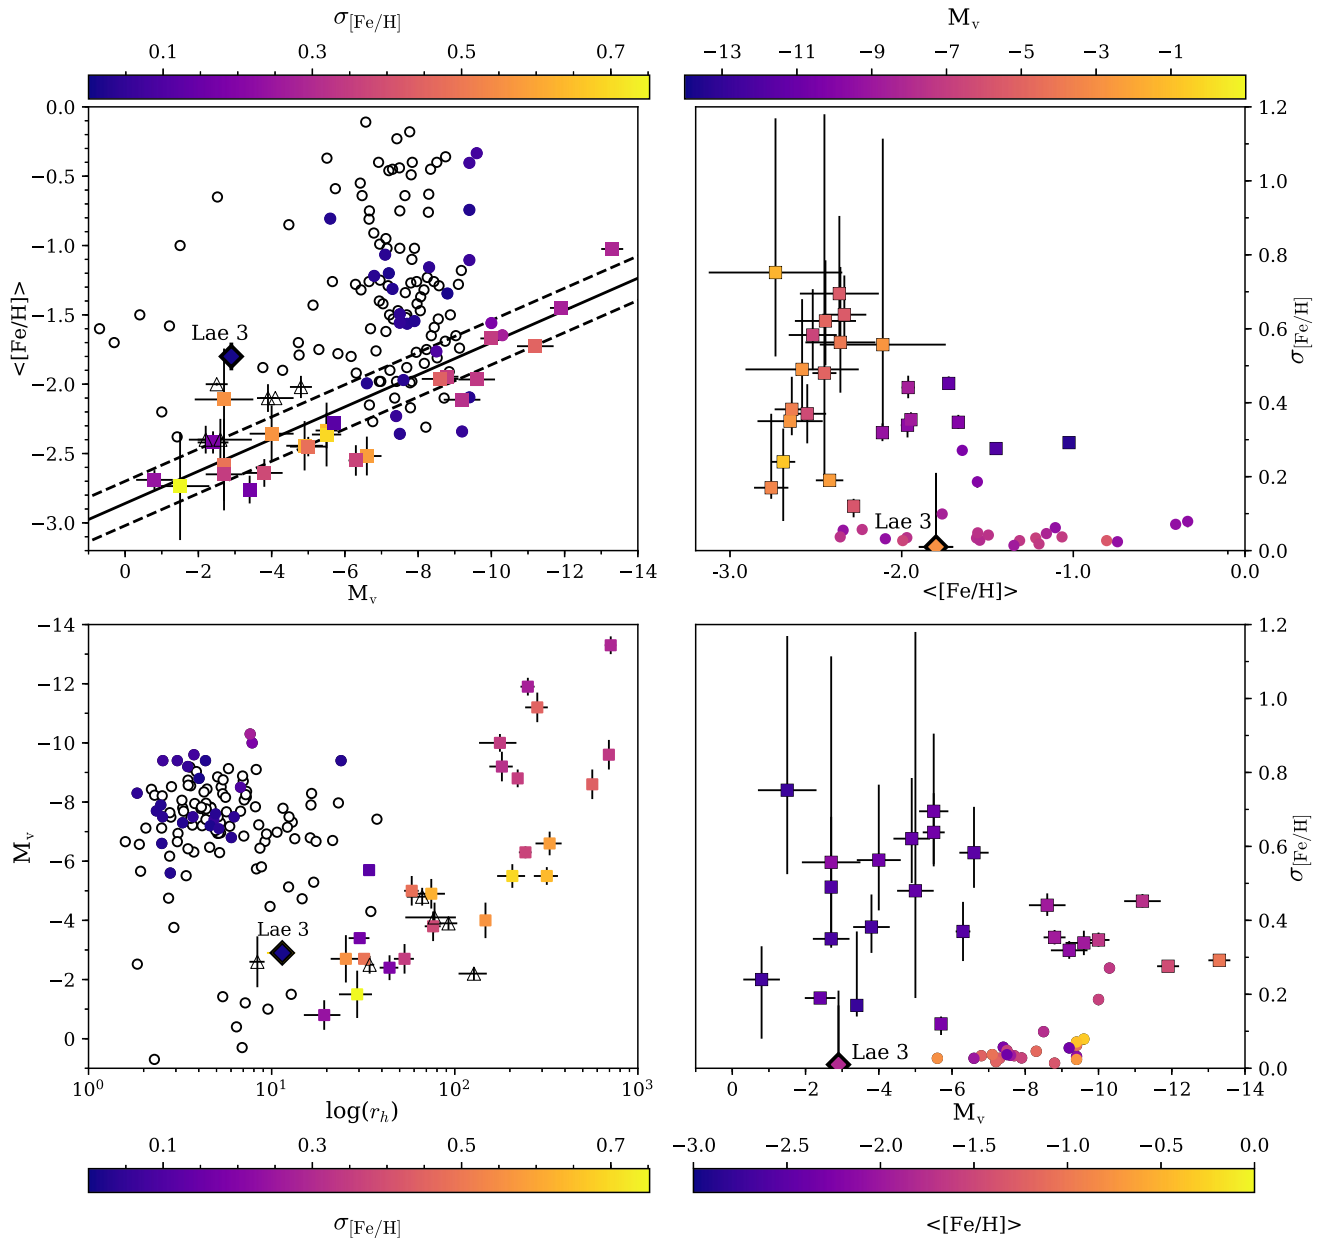 σ[Fe/H]
0.1 0.3 0.5 0.7
M_v
−13 −11 −9 −7 −5 −3 −1
0.0
−0.5
−1.0
−1.5
−2.0
−2.5
−3.0
<[Fe/H]>
Lae 3
0 −2 −4 −6 −8 −10 −12 −14
M_v
1.2
1.0
0.8
0.6
0.4
0.2
0.0
σ[Fe/H]
Lae 3
-3.0 -2.0 -1.0 0.0
<[Fe/H]>
−14
−12
−10
−8
−6
−4
−2
0
M_v
Lae 3
10^0 10^1 10^2 10^3
log(r_h)
1.2
1.0
0.8
0.6
0.4
0.2
0.0
σ[Fe/H]
Lae 3
0 −2 −4 −6 −8 −10 −12 −14
M_v
0.1 0.3 0.5 0.7
σ[Fe/H]
−3.0 −2.5 −2.0 −1.5 −1.0 −0.5 0.0
<[Fe/H]>